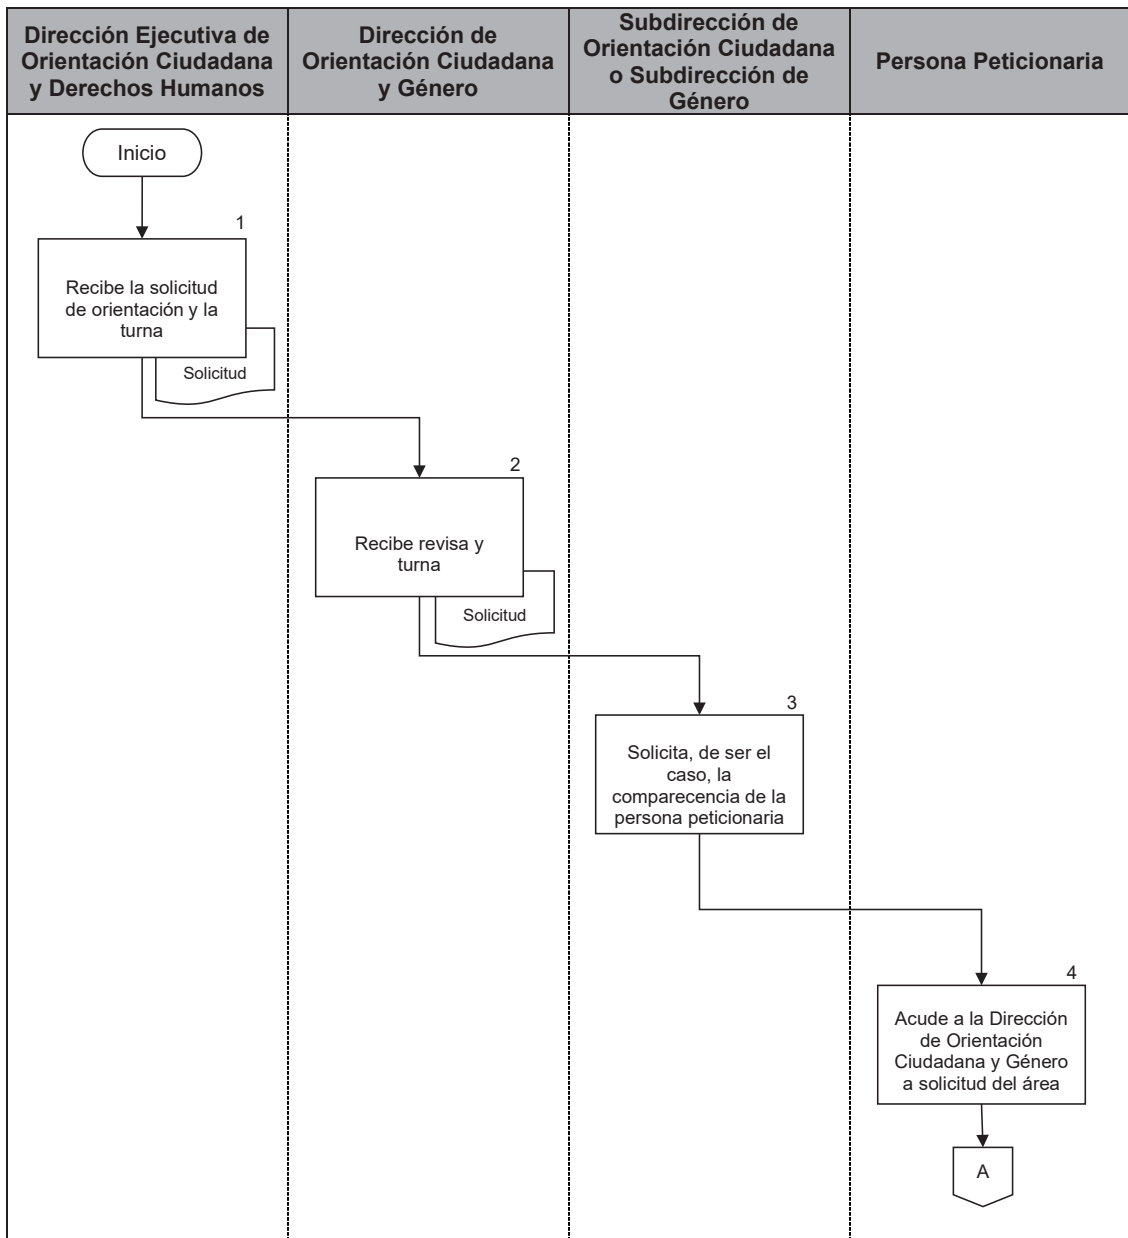 Dirección Ejecutiva de
Orientación Ciudadana
y Derechos Humanos
Dirección de
Orientación Ciudadana
y Género
Subdirección de
Orientación Ciudadana
o Subdirección de
Género
Persona Peticionaria
Inicio
1
Recibe la solicitud
de orientación y la
turna
Solicitud
2
Recibe revisa y
turna
Solicitud
3
Solicita, de ser el
caso, la
comparecencia de la
persona peticionaria
4
Acude a la Dirección
de Orientación
Ciudadana y Género
a solicitud del área
A